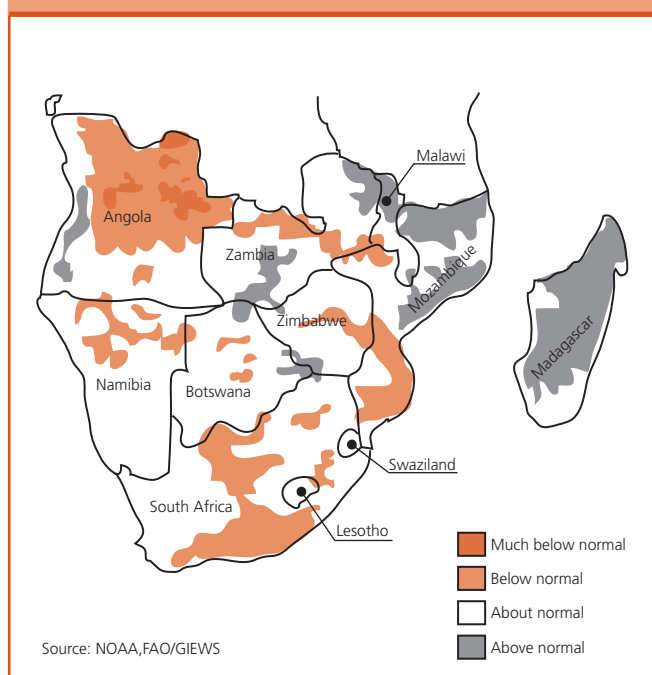 Malawi
Angola
Zambia
Mozambique
Zimbabwe
Madagascar
Namibia
Botswana
Swaziland
South Africa
Lesotho
Much below normal
Below normal
About normal
Above normal
Source: NOAA,FAO/GIEWS